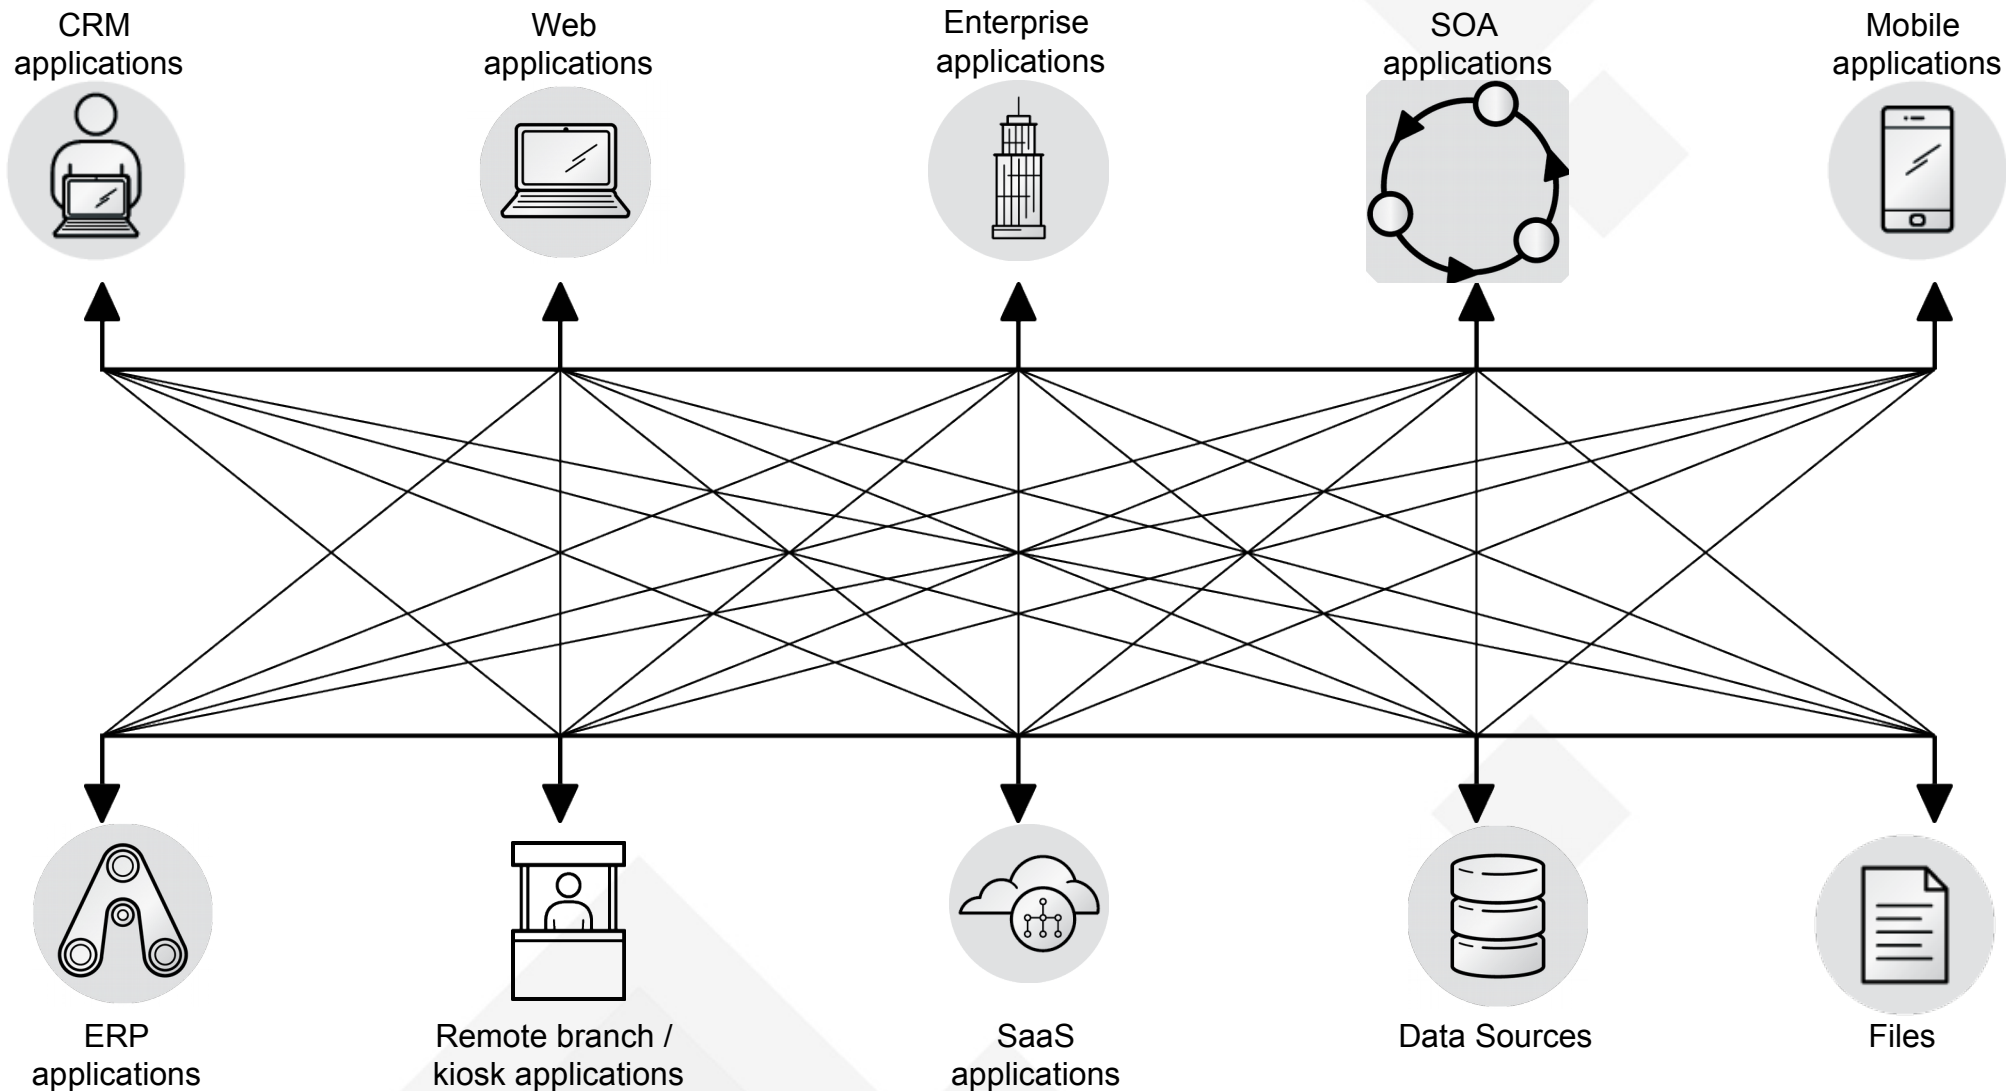 CRM
applications
Web
applications
Enterprise
applications
SOA
applications
Mobile
applications
ERP
applications
Remote branch /
kiosk applications
SaaS
applications
Data Sources
Files